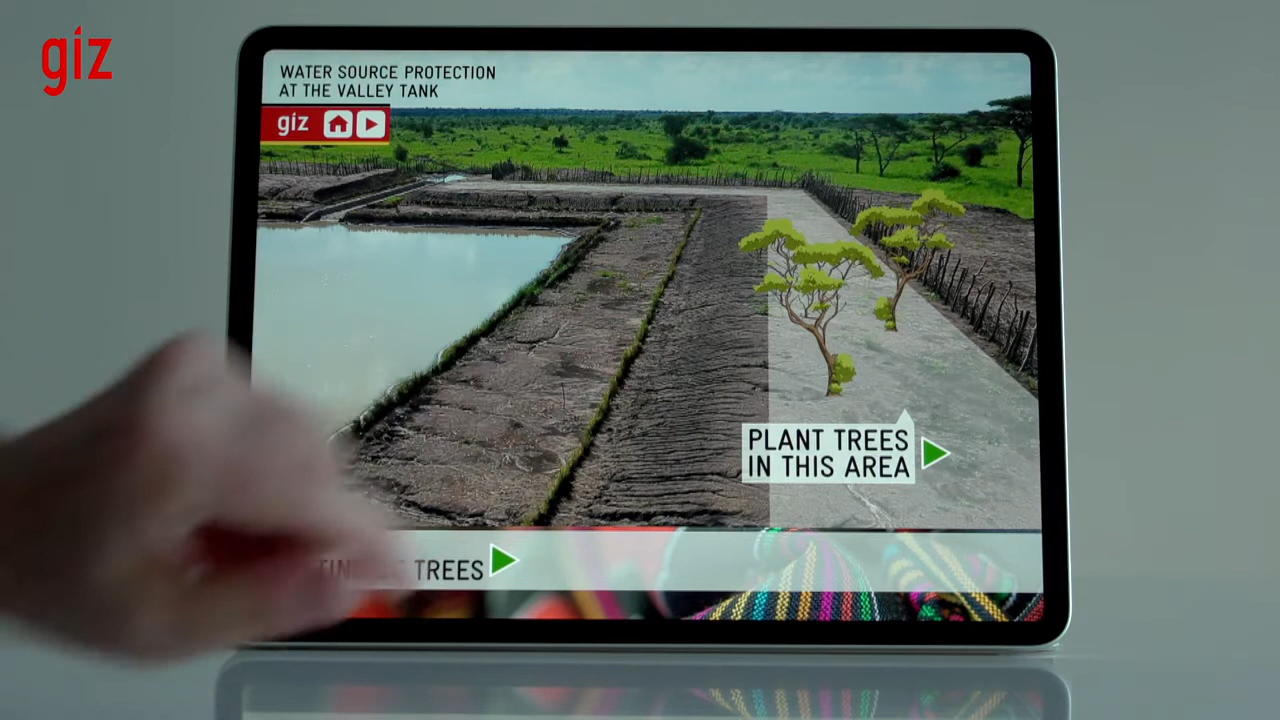 giz
WATER SOURCE PROTECTION
AT THE VALLEY TANK
giz
PLANT TREES
IN THIS AREA
TREES